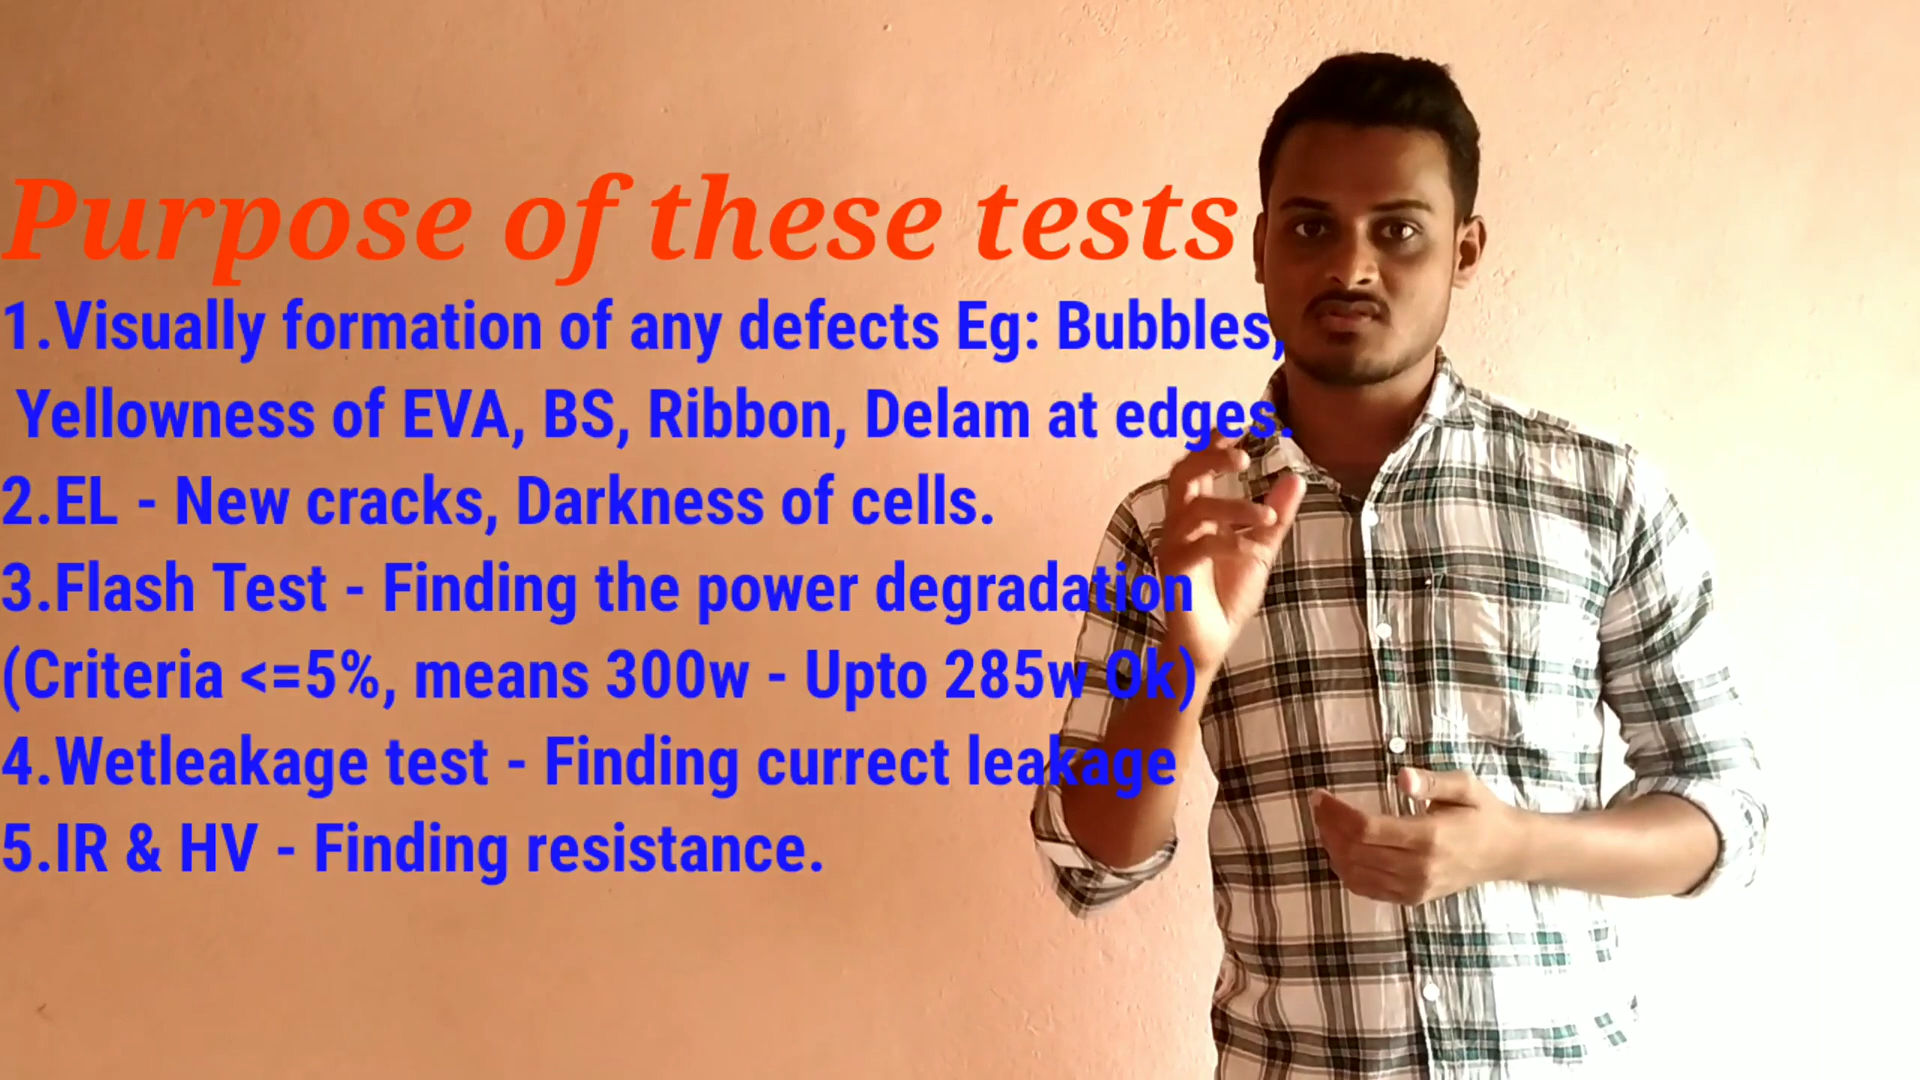 Purpose of these tests
1.Visually formation of any defects Eg: Bubbles,
Yellowness of EVA, BS, Ribbon, Delam at edges.
2.EL - New cracks, Darkness of cells.
3.Flash Test - Finding the power degradation
(Criteria <=5%, means 300w - Upto 285w Ok)
4.Wetleakage test - Finding currect leakage
5.IR & HV - Finding resistance.